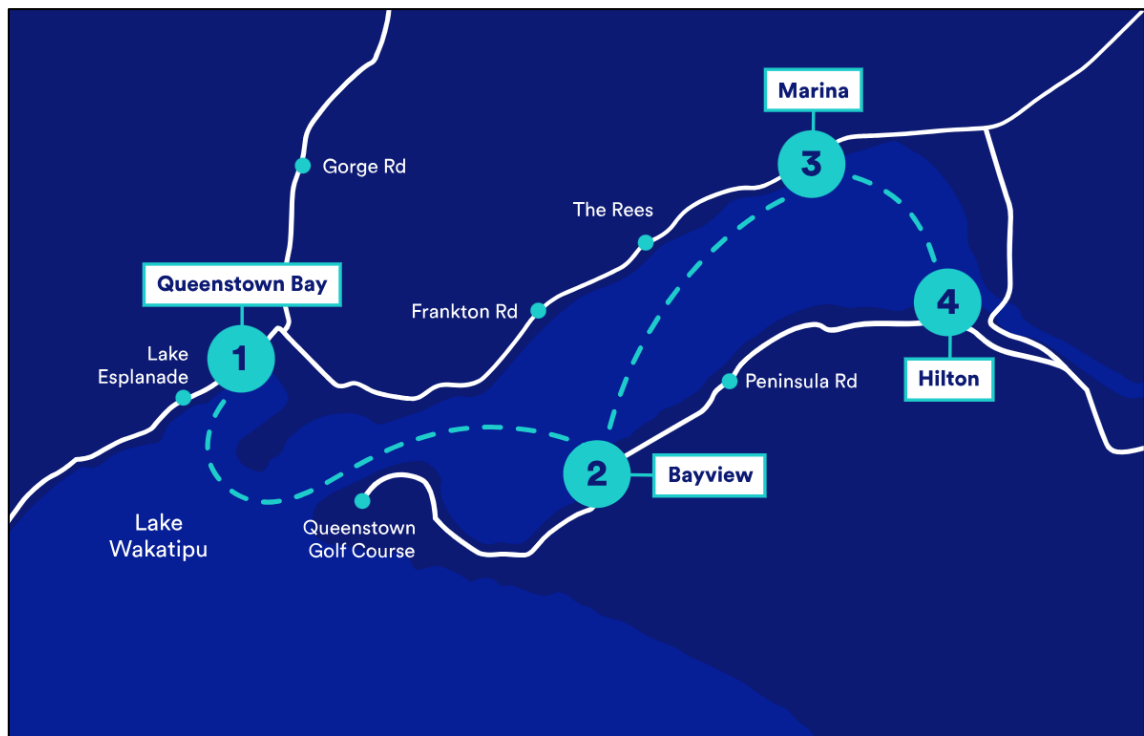 Marina
3
Gorge Rd
The Rees
Queenstown Bay
4
Frankton Rd
1
Lake
Esplanade
Hilton
Peninsula Rd
2
Bayview
Lake
Wakatipu
Queenstown
Golf Course